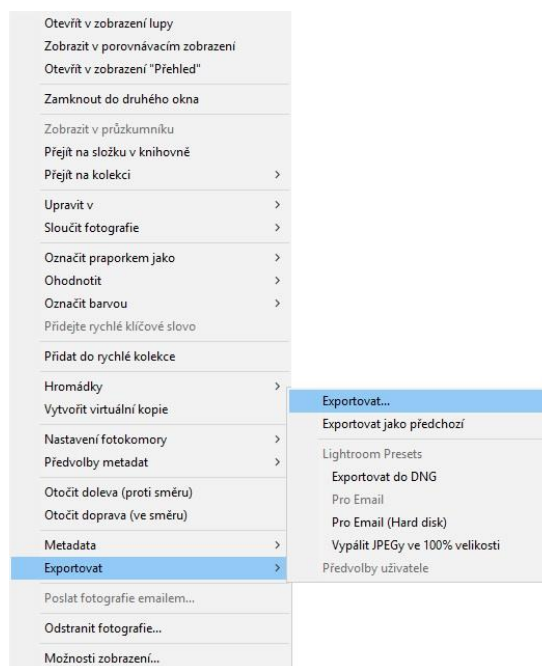 Otevřít v zobrazení lupy
Zobrazit v porovnávacím zobrazení
Otevřít v zobrazení "Přehled"
Zamknout do druhého okna
Zobrazit v průzkumníku
Přejít na složku v knihovně
Přejít na kolekci
Upravit v
Sloučit fotografie
Označit praporkem jako
Ohodnotit
Označit barvou
Přidejte rychlé klíčové slovo
Přidat do rychlé kolekce
Hromádky
Vytvořit virtuální kopie
Nastavení fotokomory
Předvolby metadat
Otočit doleva (proti směru)
Otočit doprava (ve směru)
Metadata
Exportovat
Poslat fotografie emailem...
Odstranit fotografie...
Možnosti zobrazení...
Exportovat...
Exportovat jako předchozí
Lightroom Presets
Exportovat do DNG
Pro Email
Pro Email (Hard disk)
Vypálit JPEGy ve 100% velikosti
Předvolby uživatele